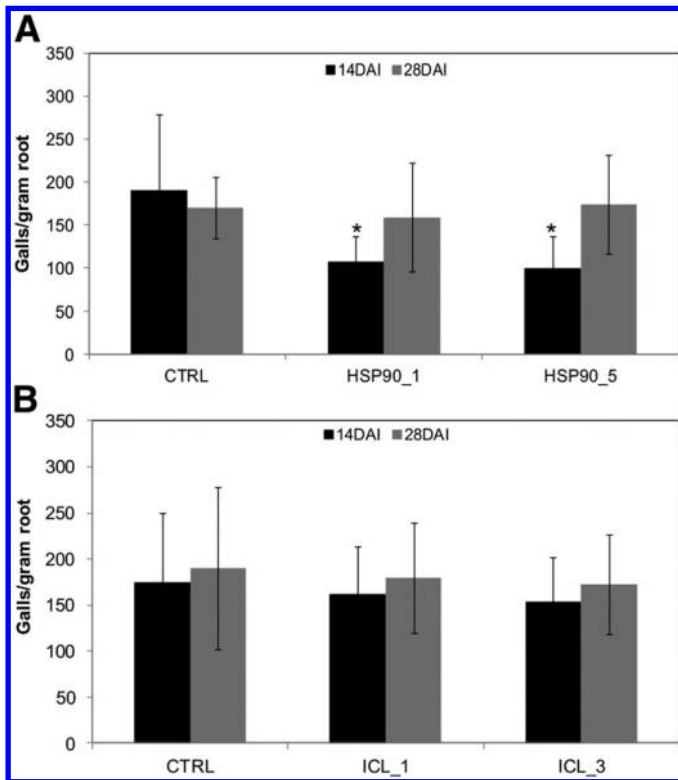 A
350
14DAI 28DAI
300
250
200
150
100
50
0
Galls/gram root
* *
CTRL HSP90_1 HSP90_5
B
350
14DAI 28DAI
300
250
200
150
100
50
0
Galls/gram root
CTRL ICL_1 ICL_3